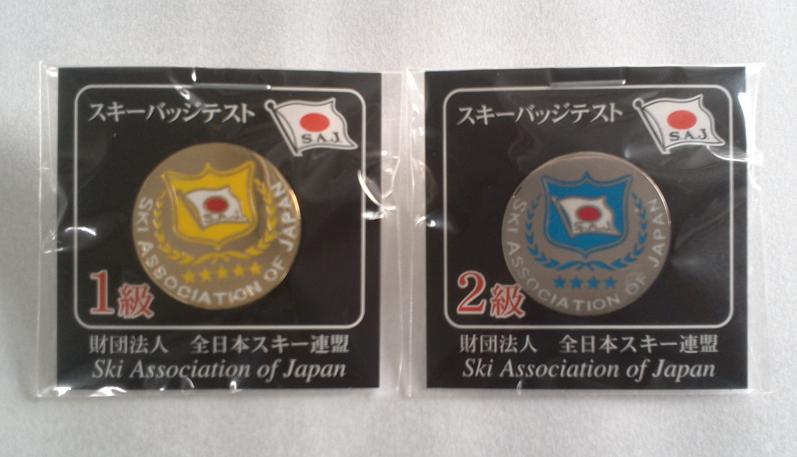 スキーバッジテスト
S.A.J.
S.A.J.
SKI ASSOCIATION OF JAPAN
1級
財団法人 全日本スキー連盟
Ski Association of Japan
スキーバッジテスト
S.A.J.
S.A.J.
SKI ASSOCIATION OF JAPAN
2級
財団法人 全日本スキー連盟
Ski Association of Japan